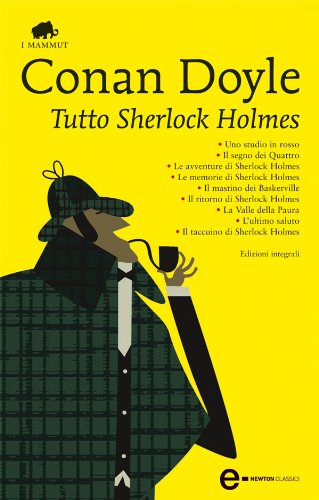 I MAMMUT
Conan Doyle
Tutto Sherlock Holmes
• Uno studio in rosso
• Il segno dei Quattro
• Le avventure di Sherlock Holmes
• Le memorie di Sherlock Holmes
• Il mastino dei Baskerville
• Il ritorno di Sherlock Holmes
• La Valle della Paura
• L'ultimo saluto
• Il taccuino di Sherlock Holmes
Edizioni integrali
e NEWTON CLASSICI